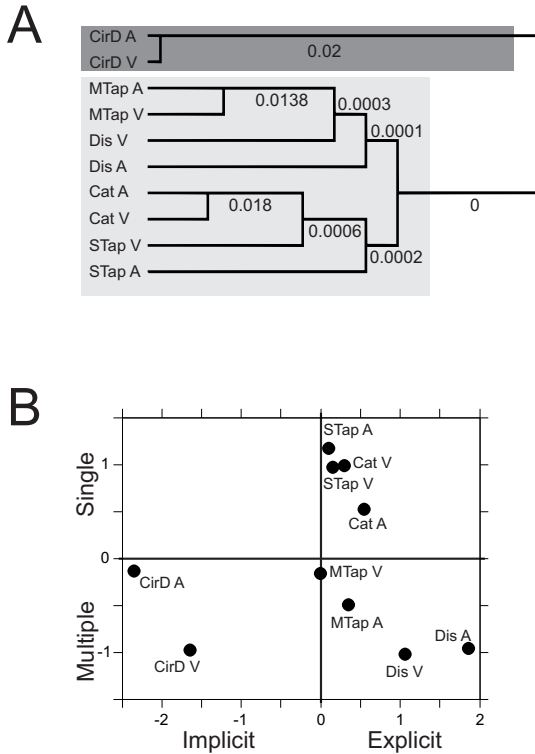 A
CirD A
0.02
CirD V
MTap A
0.0138
0.0003
MTap V
0.0001
Dis V
Dis A
Cat A
0.018
0
Cat V
0.0006
STap V
0.0002
STap A
B
STap A
1
Cat V
STap V
Single
Cat A
0
CirD A
MTap V
MTap A
Multiple
Dis A
-1
CirD V
Dis V
-2
-1
0
1
2
Implicit
Explicit